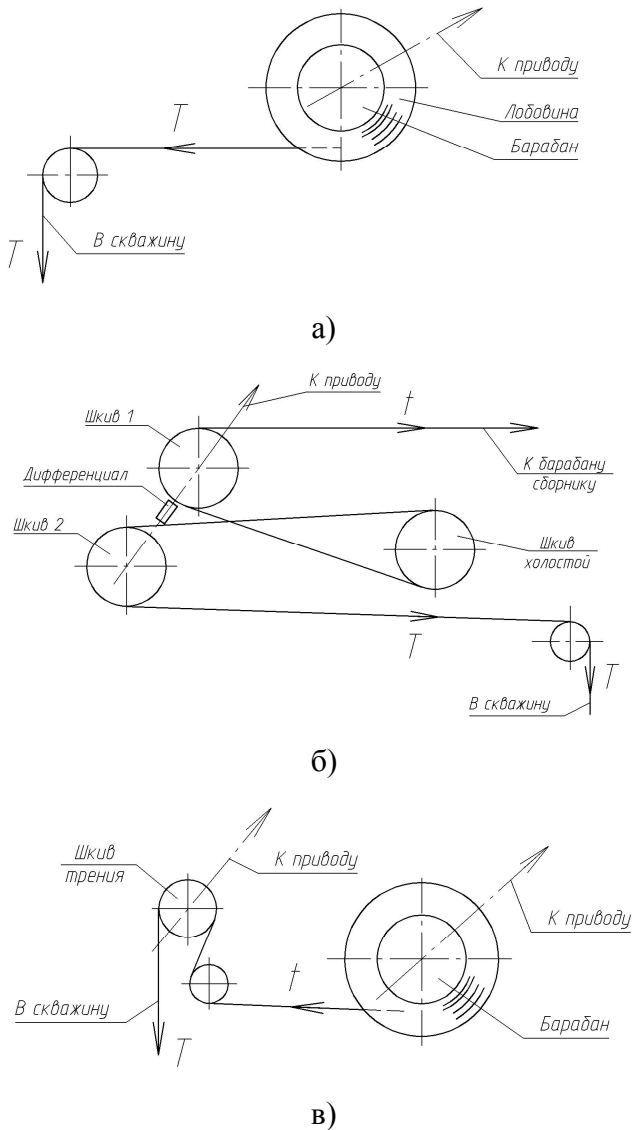 К приводу
Лобовина
Барабан
T
T
В скважину
а)
К приводу
Шкив 1
t
К барабану
сборнику
Дифференциал
Шкив 2
Шкив
холостой
T
T
В скважину
б)
Шкив
трения
К приводу
К приводу
t
В скважину
T
Барабан
в)